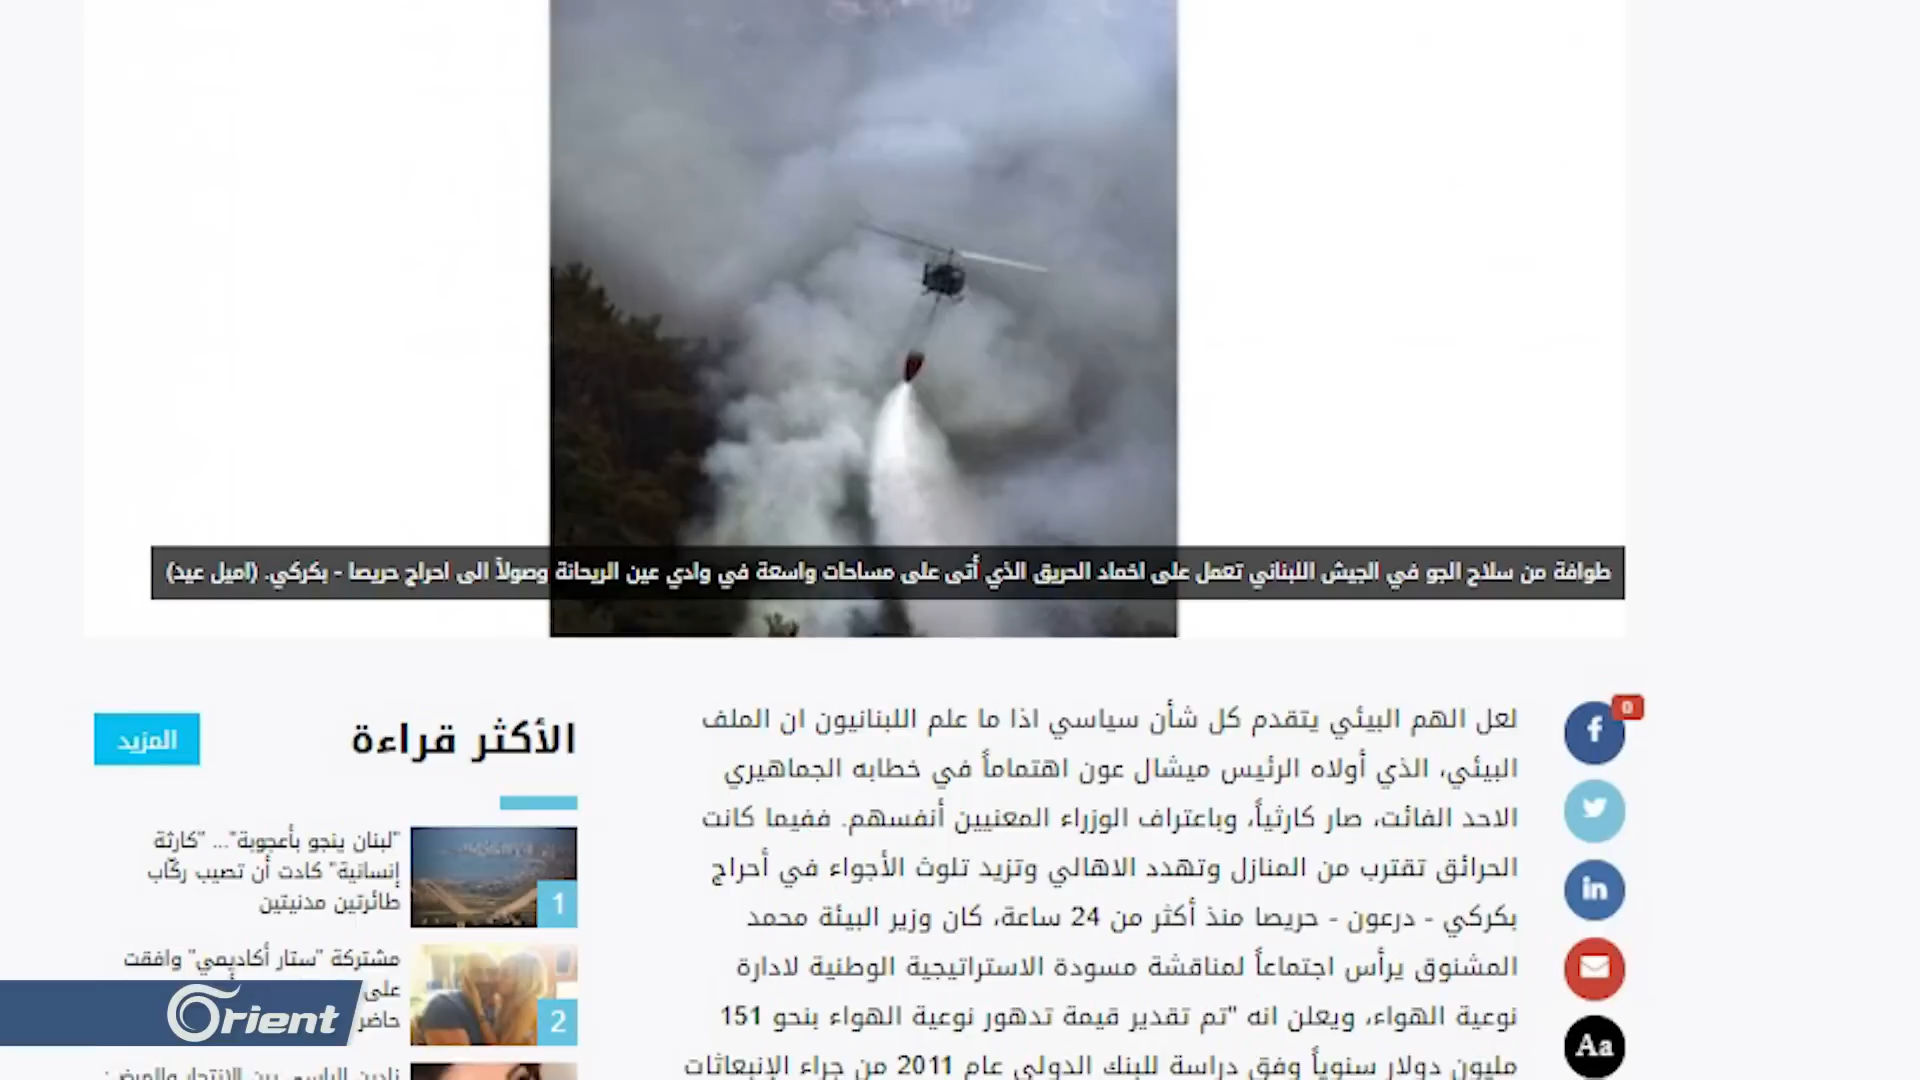 طوافة من سلاح الجو في الجيش اللبناني تعمل على اخماد الحريق الذي أتى على مساحات واسعة في وادي عين الريحانة وصولاً الى احراج حريصا - بكركي. (اميل عيد)
0
لعل الهم البيئي يتقدم كل شأن سياسي اذا ما علم اللبنانيون ان الملف
البيئي، الذي أولاه الرئيس ميشال عون اهتماماً في خطابه الجماهيري
الاحد الفائت، صار كارثياً، وباعتراف الوزراء المعنيين أنفسهم. ففيما كانت
الحرائق تقترب من المنازل وتهدد الاهالي وتزيد تلوث الأجواء في أحراج
بكركي - درعون - حريصا منذ أكثر من 24 ساعة، كان وزير البيئة محمد
المشنوق يرأس اجتماعاً لمناقشة مسودة الاستراتيجية الوطنية لادارة
نوعية الهواء، ويعلن انه "تم تقدير قيمة تدهور نوعية الهواء بنحو 151
مليون دولار سنوياً وفق دراسة للبنك الدولي عام 2011 من جراء الإنبعاثات
f
in
Aa
الأكثر قراءة
المزيد
"لبنان ينجو بأعجوبة"... "كارثة
إنسانية" كادت أن تصيب ركّاب
طائرتين مدنيتين
1
مشتركة "ستار أكاديمي" وافقت
على
حاضر
2
نادين الراسي بين الانتحار والمرض:
Orient